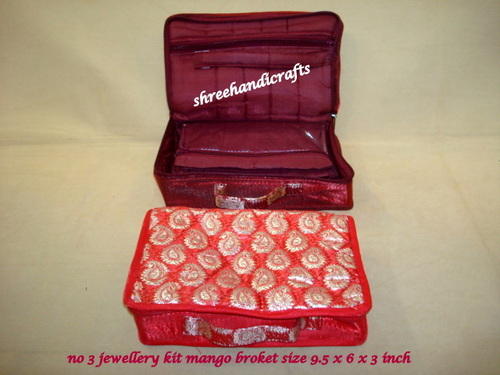 shreehandicrafts
no 3 jewellery kit mango broket size 9.5 x 6 x 3 inch